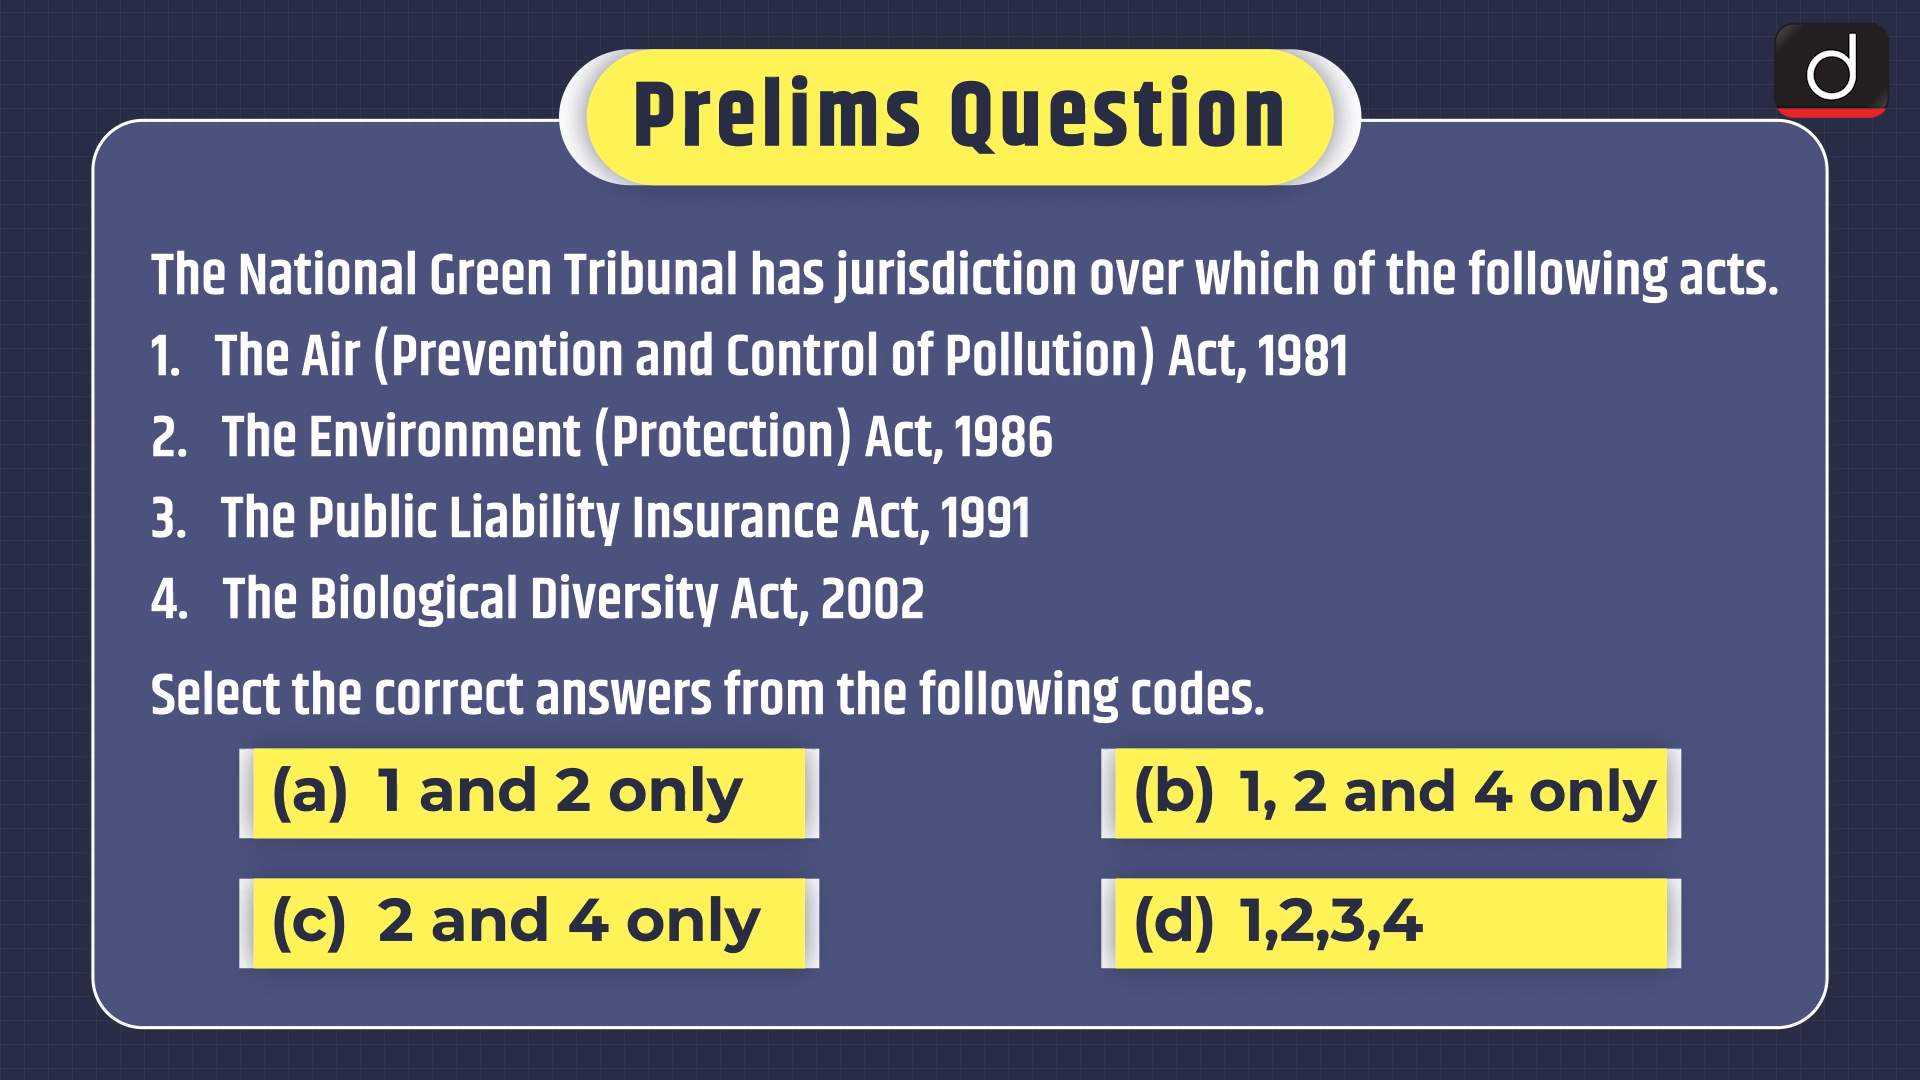 Prelims Question
d
The National Green Tribunal has jurisdiction over which of the following acts.
1. The Air (Prevention and Control of Pollution) Act, 1981
2. The Environment (Protection) Act, 1986
3. The Public Liability Insurance Act, 1991
4. The Biological Diversity Act, 2002
Select the correct answers from the following codes.
(a) 1 and 2 only
(b) 1, 2 and 4 only
(c) 2 and 4 only
(d) 1,2,3,4